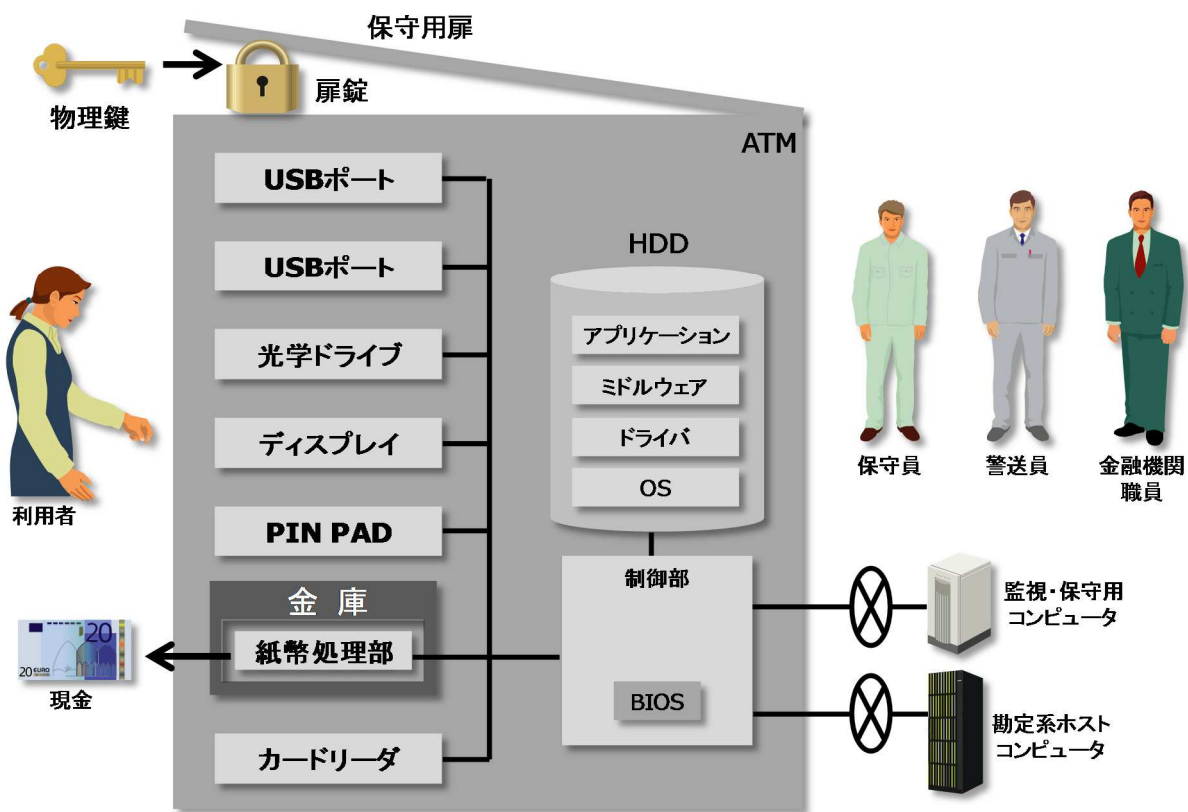 保守用扉
物理鍵
扉錠
ATM
USBポート
USBポート
光学ドライブ
ディスプレイ
PIN PAD
金 庫
紙幣処理部
カードリーダ
HDD
アプリケーション
ミドルウェア
ドライバ
OS
制御部
BIOS
利用者
20
20 EURO
現金
保守員
警送員
金融機関
職員
監視・保守用
コンピュータ
勘定系ホスト
コンピュータ